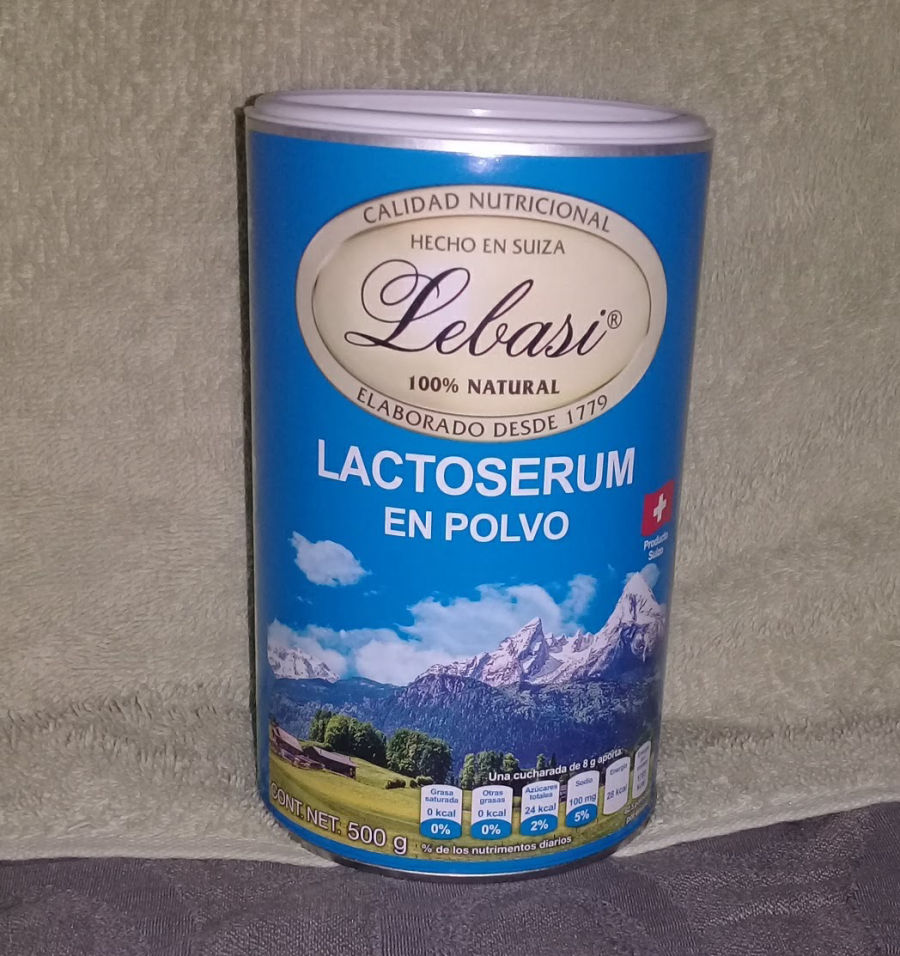 CALIDAD NUTRICIONAL
HECHO EN SUIZA
Lebasi®
100% NATURAL
ELABORADO DESDE 1779
LACTOSERUM
EN POLVO
Producto
Suizo
Una cucharada de 8 g aporta:
Grasa saturada 0 kcal 0%
Otras grasas 0 kcal 0%
Azúcares totales 24 kcal 2%
Sodio 100 mg 5%
Energía 28 kcal
% de los nutrimentos diarios
CONT. NET. 500 g